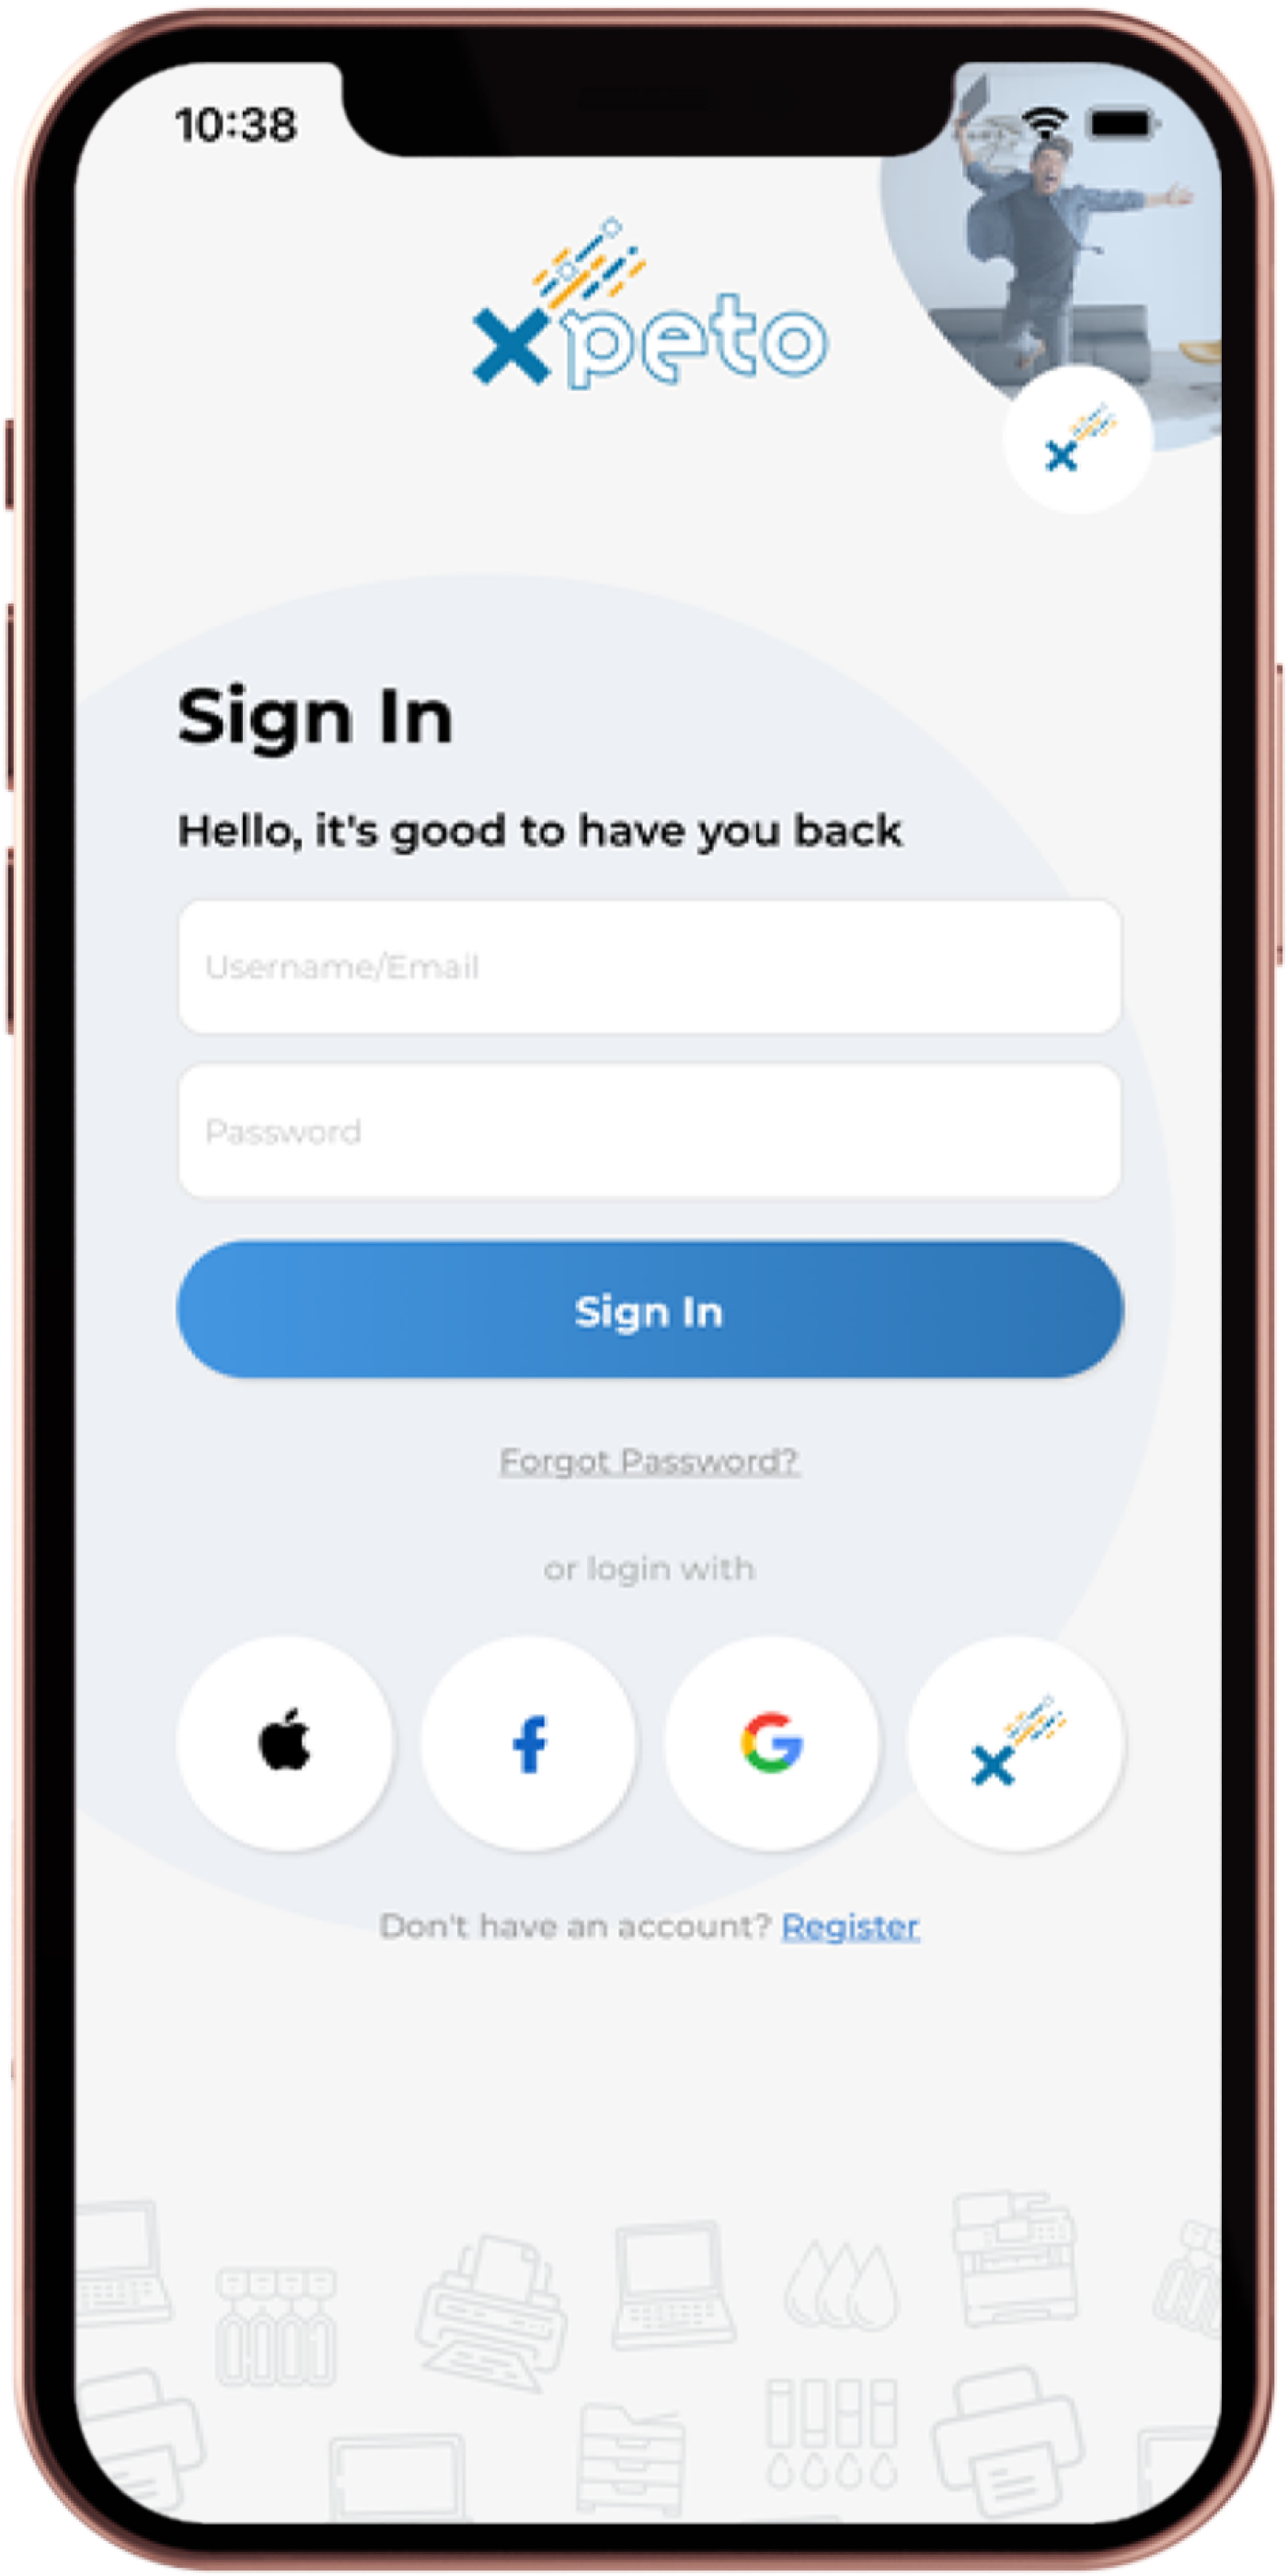 10:38
xpeto
Sign In
Hello, it's good to have you back
Username/Email
Password
Sign In
Forgot Password?
or login with
Don't have an account? Register